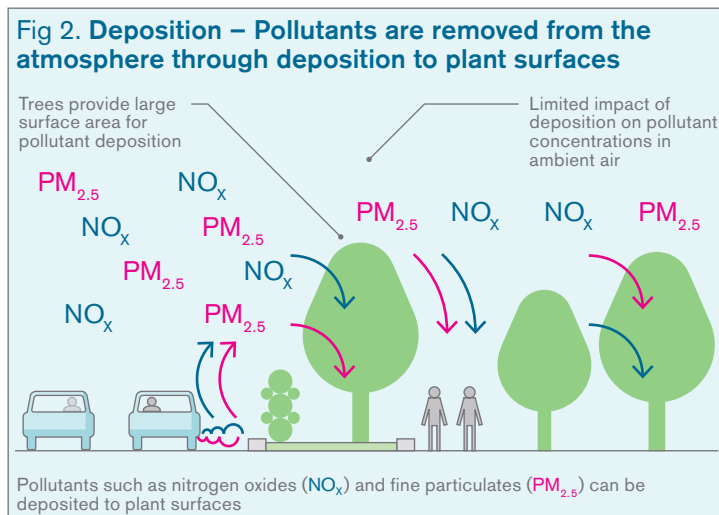 Fig 2. Deposition – Pollutants are removed from the
atmosphere through deposition to plant surfaces
Trees provide large
surface area for
pollutant deposition
Limited impact of
deposition on pollutant
concentrations in
ambient air
PM2.5
NOX
NOX
PM2.5
PM2.5
NOX
NOX
PM2.5
PM2.5
NOX
NOX
PM2.5
Pollutants such as nitrogen oxides (NOX) and fine particulates (PM2.5) can be
deposited to plant surfaces